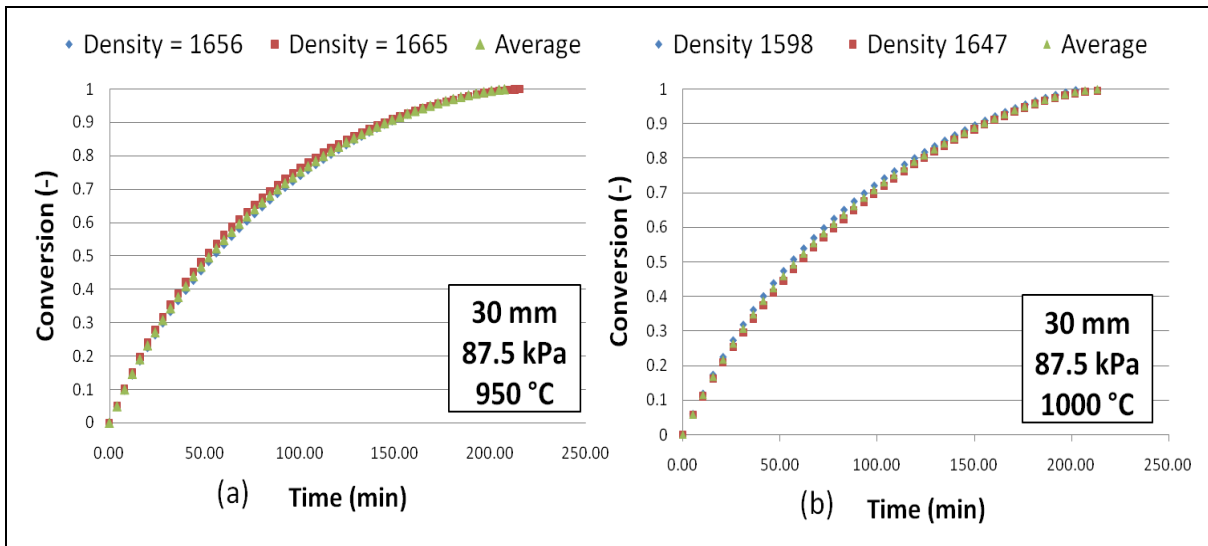 Density = 1656 Density = 1665 Average
1
0.9
0.8
0.7
0.6
0.5
0.4
0.3
0.2
0.1
0
Conversion (-)
30 mm
87.5 kPa
950 °C
0.00 50.00 100.00 150.00 200.00 250.00
(a) Time (min)
Density 1598 Density 1647 Average
1
0.9
0.8
0.7
0.6
0.5
0.4
0.3
0.2
0.1
0
Conversion (-)
30 mm
87.5 kPa
1000 °C
0.00 50.00 100.00 150.00 200.00 250.00
(b) Time (min)